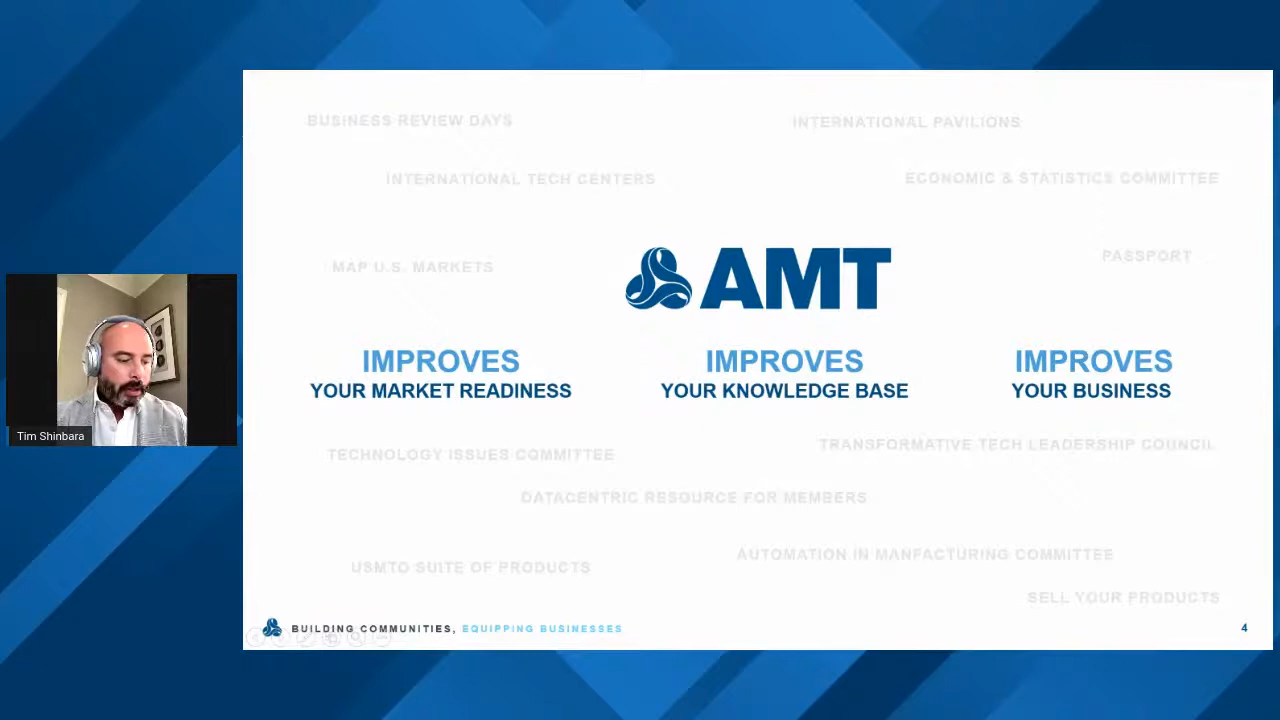 BUSINESS REVIEW DAYS
INTERNATIONAL PAVILIONS
INTERNATIONAL TECH CENTERS
ECONOMIC & STATISTICS COMMITTEE
MAP U.S. MARKETS
PASSPORT
AMT
IMPROVES
YOUR MARKET READINESS
IMPROVES
YOUR KNOWLEDGE BASE
IMPROVES
YOUR BUSINESS
TECHNOLOGY ISSUES COMMITTEE
TRANSFORMATIVE TECH LEADERSHIP COUNCIL
DATACENTRIC RESOURCE FOR MEMBERS
AUTOMATION IN MANFACTURING COMMITTEE
USMTO SUITE OF PRODUCTS
SELL YOUR PRODUCTS
BUILDING COMMUNITIES, EQUIPPING BUSINESSES
4
Tim Shinbara